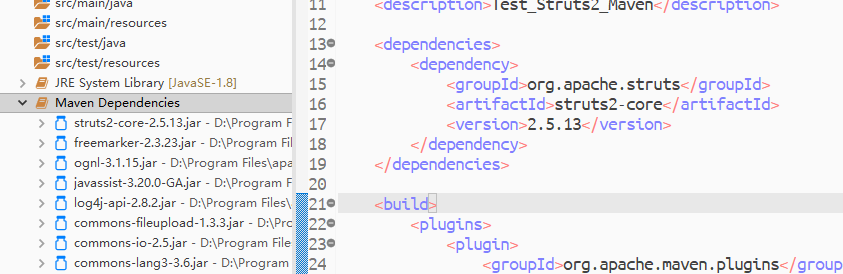 src/main/java
src/main/resources
src/test/java
src/test/resources
JRE System Library [JavaSE-1.8]
Maven Dependencies
struts2-core-2.5.13.jar - D:\Program F
freemarker-2.3.23.jar - D:\Program Fi
ognl-3.1.15.jar - D:\Program Files\apa
javassist-3.20.0-GA.jar - D:\Program F
log4j-api-2.8.2.jar - D:\Program Files\
commons-fileupload-1.3.3.jar - D:\Pr
commons-io-2.5.jar - D:\Program File
commons-lang3-3.6.jar - D:\Program
11 <description>Test_Struts2_Maven</description>
12
13 <dependencies>
14 <dependency>
15 <groupId>org.apache.struts</groupId>
16 <artifactId>struts2-core</artifactId>
17 <version>2.5.13</version>
18 </dependency>
19 </dependencies>
20
21 <build>
22 <plugins>
23 <plugin>
24 <groupId>org.apache.maven.plugins</group